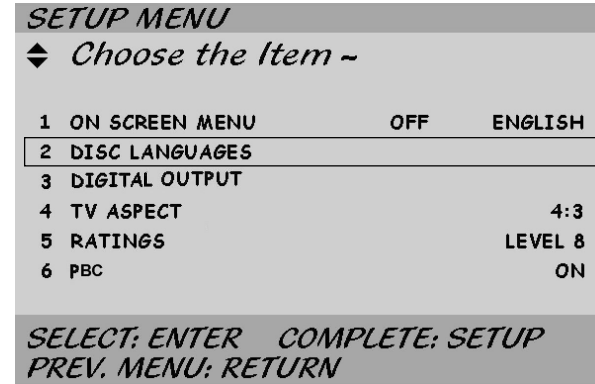 SETUP MENU
Choose the Item ~
1 ON SCREEN MENU OFF ENGLISH
2 DISC LANGUAGES
3 DIGITAL OUTPUT
4 TV ASPECT 4:3
5 RATINGS LEVEL 8
6 PBC ON
SELECT: ENTER COMPLETE: SETUP
PREV. MENU: RETURN